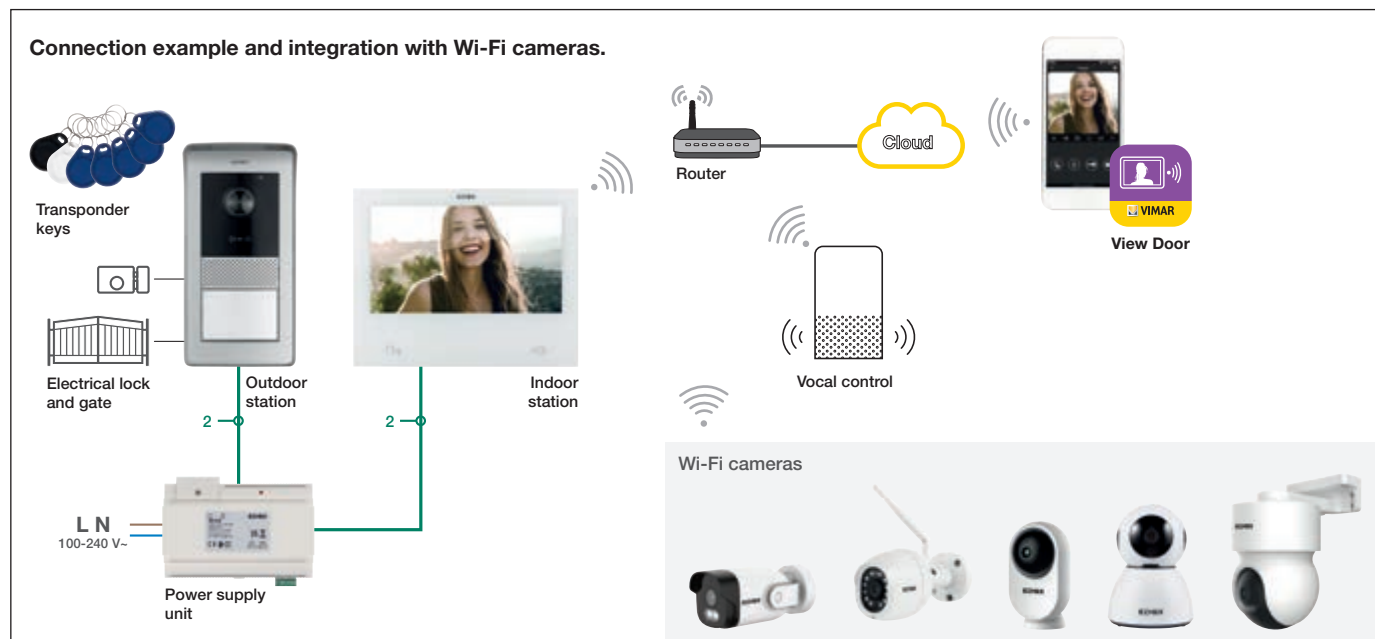 Connection example and integration with Wi-Fi cameras.
Transponder
keys
Electrical lock
and gate
Outdoor
station
Indoor
station
2
2
L N
100-240 V~
Power supply
unit
Router
Cloud
VIMAR
View Door
Vocal control
Wi-Fi cameras